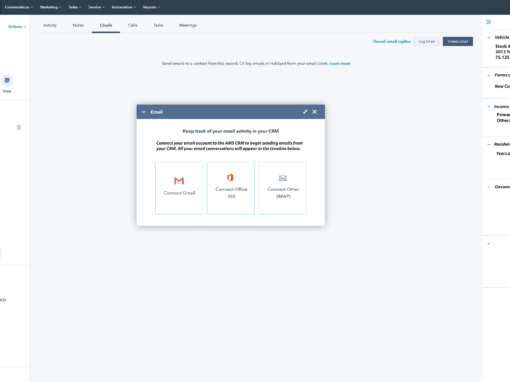 Conversations Marketing Sales Service Automation Reports
Actions
Activity Notes Emails Calls Tasks Meetings
Thread email replies Log Email Create Email
Send emails to a contact from this record. Or log emails in HubSpot from your email client. Learn more
Meet
Email
Keep track of your email activity in your CRM
Connect your email account to the AMS CRM to begin sending emails from
your CRM. All your email conversations will appear in the timeline below.
Connect Gmail
Connect Office
365
Connect Other
(IMAP)
Vehicle
Stock
75,125
Forms
New Cu
Income
Prima
Other
Residen
Years
Docume